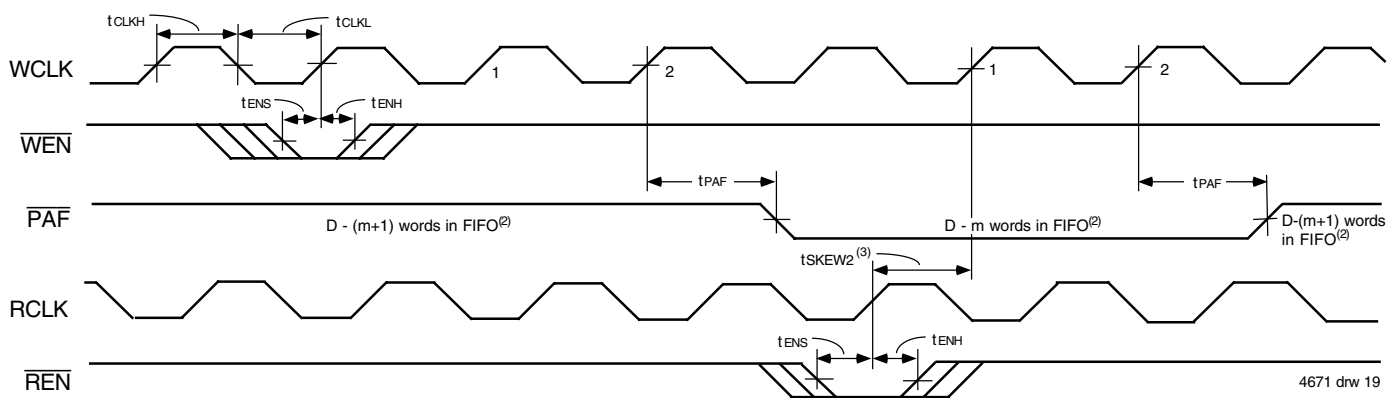 tCLKH
tCLKL
WCLK
1
2
1
2
tENS
tENH
WEN
tPAF
tPAF
PAF
D - (m+1) words in FIFO(2)
D - m words in FIFO(2)
D-(m+1) words
in FIFO(2)
tSKEW2 (3)
RCLK
tENS
tENH
REN
4671 drw 19